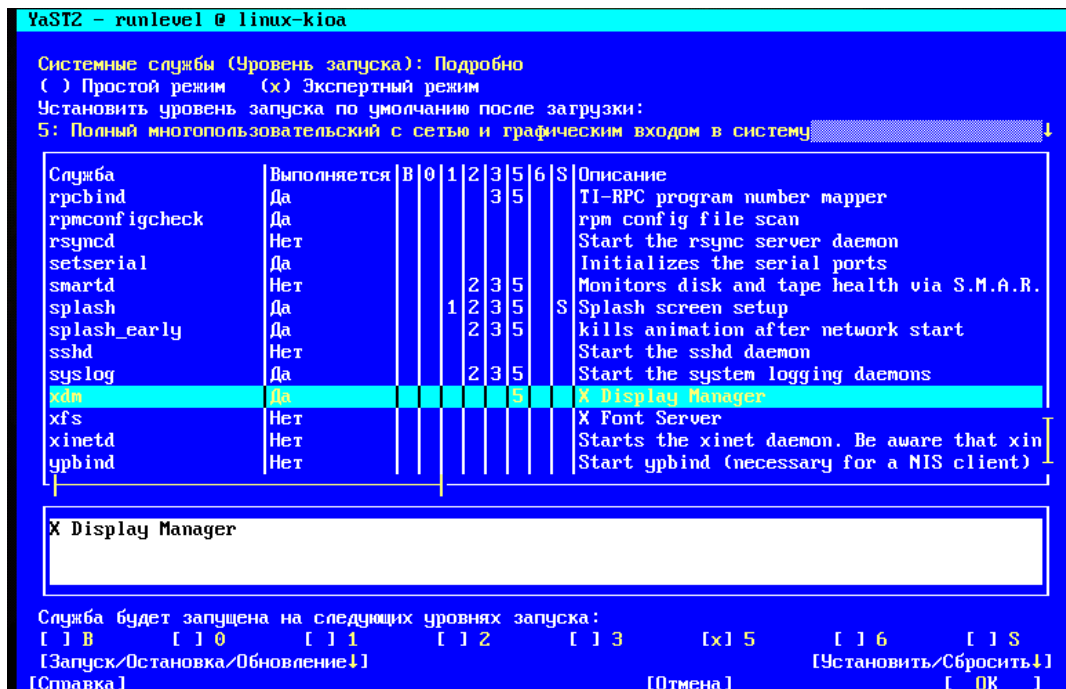 YaST2 - runlevel @ linux-kioa
Системные службы (Уровень запуска): Подробно
( ) Простой режим (x) Экспертный режим
Установить уровень запуска по умолчанию после загрузки:
5: Полный многопользовательский с сетью и графическим входом в систему
Служба Выполняется B 0 1 2 3 5 6 S Описание
rpcbind Да 3 5 TI-RPC program number mapper
rpmconfigcheck Да rpm config file scan
rsyncd Нет Start the rsync server daemon
setserial Да Initializes the serial ports
smartd Нет 2 3 5 Monitors disk and tape health via S.M.A.R.
splash Да 1 2 3 5 S Splash screen setup
splash_early Да 2 3 5 kills animation after network start
sshd Нет Start the sshd daemon
syslog Да 2 3 5 Start the system logging daemons
xdm Да 5 X Display Manager
xfs Нет X Font Server
xinetd Нет Starts the xinet daemon. Be aware that xin
ypbind Нет Start ypbind (necessary for a NIS client)
X Display Manager
Служба будет запущена на следующих уровнях запуска:
[ ] B [ ] 0 [ ] 1 [ ] 2 [ ] 3 [x] 5 [ ] 6 [ ] S
[Запуск/Остановка/Обновление↓] [Установить/Сбросить↓]
[Справка] [Отмена] [ OK ]